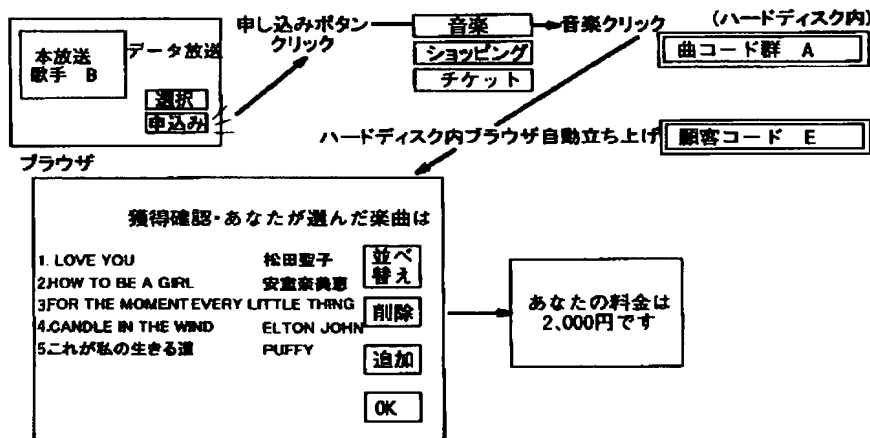 本放送
歌手 B
データ放送
選択
申込み
申し込みボタン
クリック
音楽
ショッピング
チケット
音楽クリック
(ハードディスク内)
曲コード群 A
ハードディスク内ブラウザ自動立ち上げ
顧客コード E
ブラウザ
獲得確認・あなたが選んだ楽曲は
1. LOVE YOU 松田聖子
2.HOW TO BE A GIRL 安室奈美恵
3.FOR THE MOMENT EVERY LITTLE THING
4.CANDLE IN THE WIND ELTON JOHN
5.これが私の生きる道 PUFFY
並べ
替え
削除
追加
OK
あなたの料金は
2,000円です